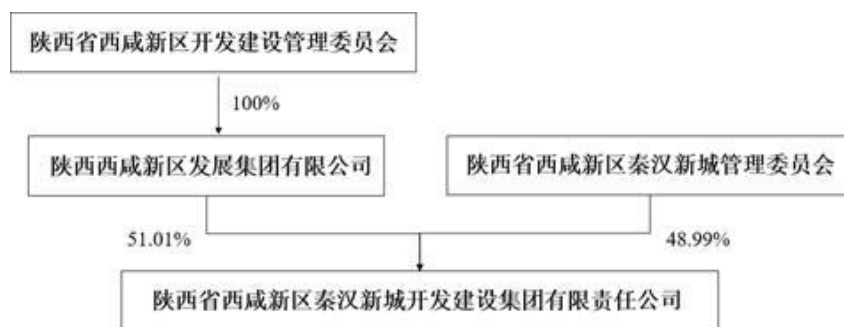 陕西省西咸新区开发建设管理委员会
100%
陕西西咸新区发展集团有限公司
陕西省西咸新区秦汉新城管理委员会
51.01%
48.99%
陕西省西咸新区秦汉新城开发建设集团有限责任公司